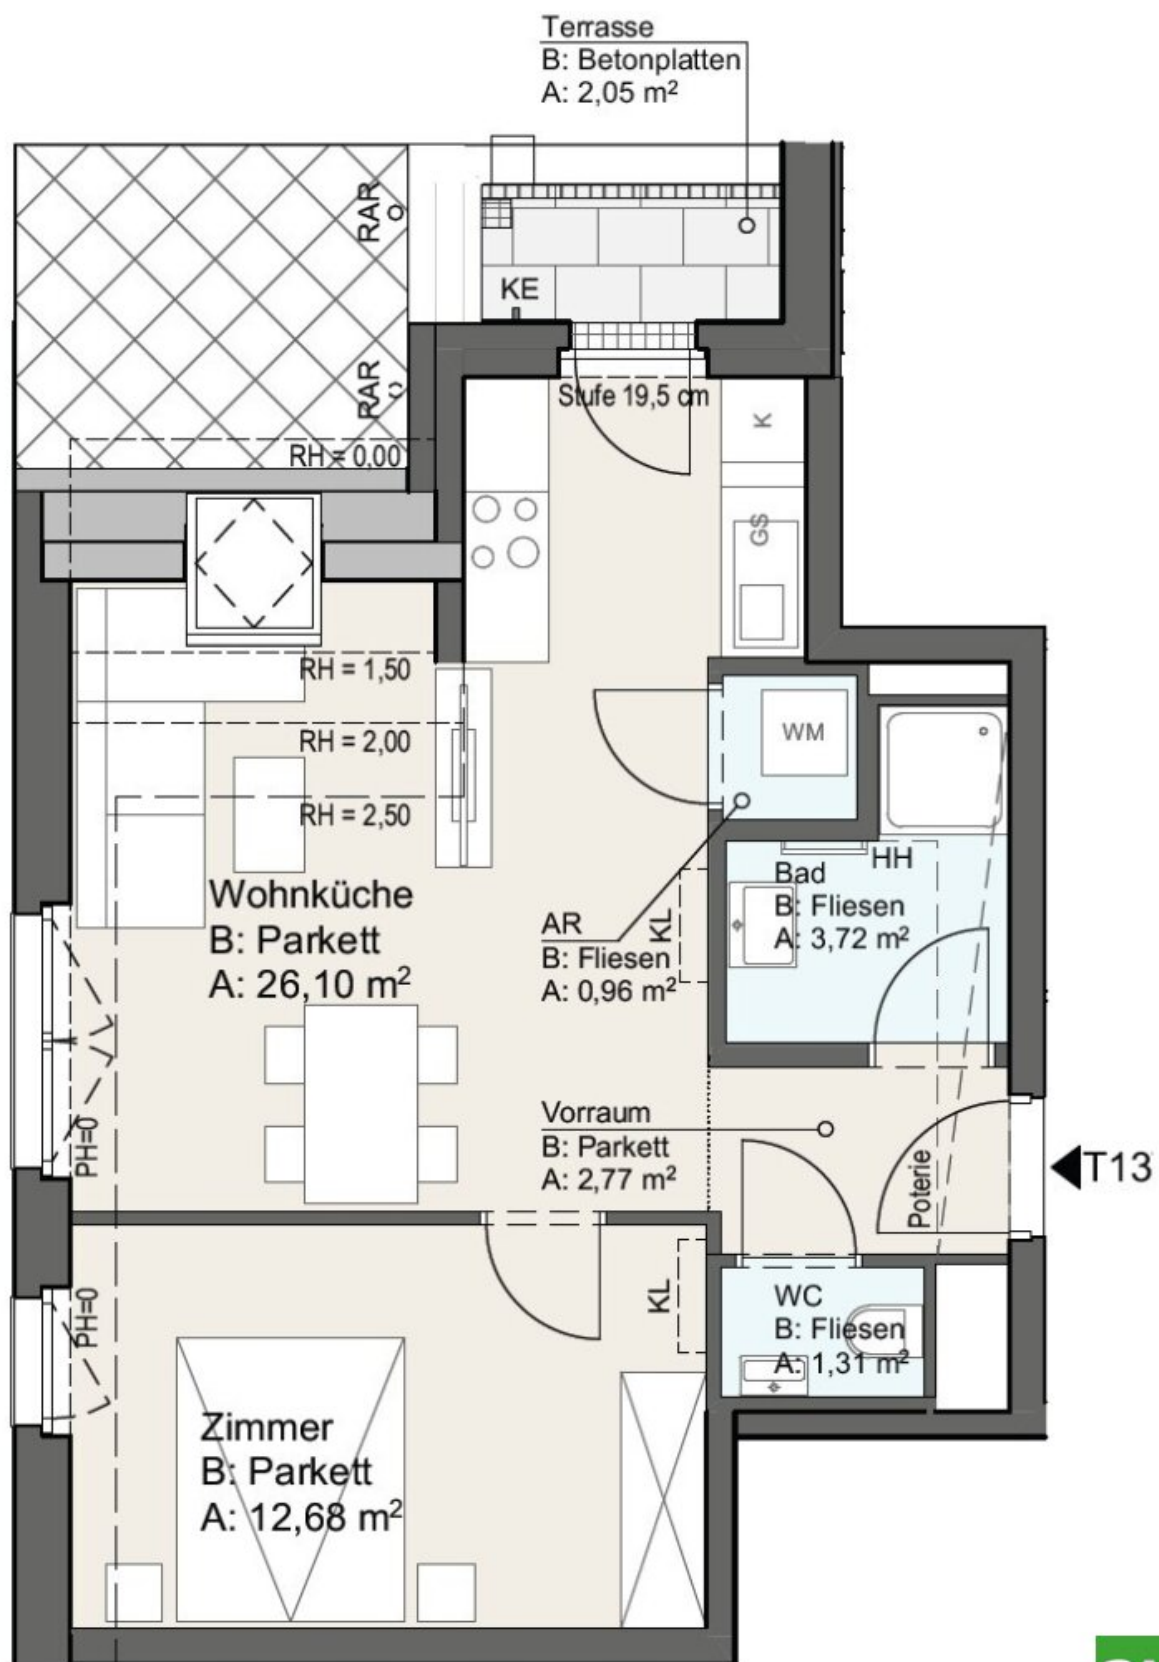 Terrasse
B: Betonplatten
A: 2,05 m²
RAR
KE
RAR
Stufe 19,5 cm
K
RH = 0,00
GS
RH = 1,50
RH = 2,00
WM
RH = 2,50
HH
Bad
B: Fliesen
A: 3,72 m²
Wohnküche
B: Parkett
A: 26,10 m²
KL
AR
B: Fliesen
A: 0,96 m²
PH=0
Vorraum
B: Parkett
A: 2,77 m²
Poterie
T13
PH=0
KL
WC
B: Fliesen
A: 1,31 m²
Zimmer
B: Parkett
A: 12,68 m²